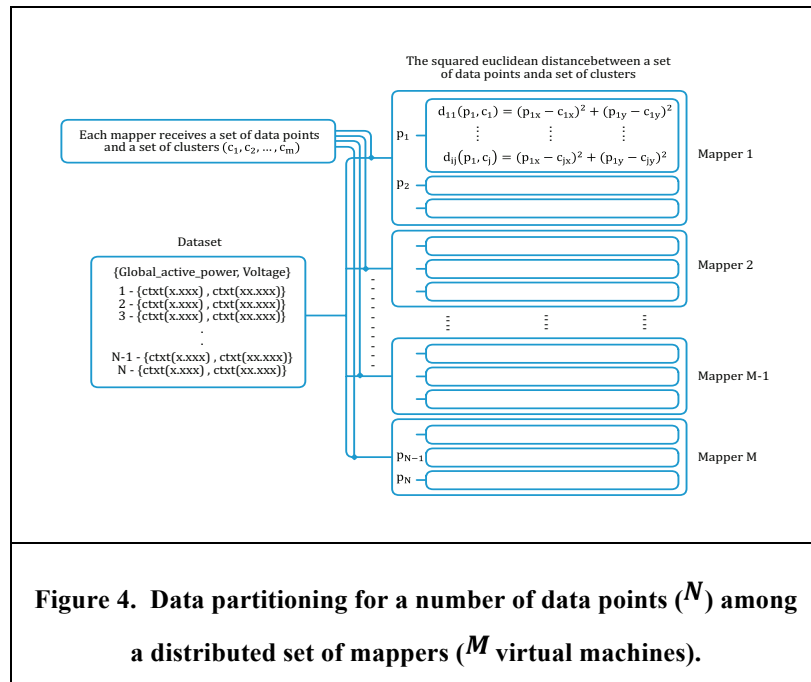 The squared euclidean distancebetween a set
of data points anda set of clusters
Each mapper receives a set of data points
and a set of clusters (c₁, c₂, … , cₘ)
p₁
d₁₁(p₁, c₁) = (p₁ₓ − c₁ₓ)² + (p₁y − c₁y)²
⋮ ⋮ ⋮
dᵢⱼ(p₁, cⱼ) = (p₁ₓ − cⱼₓ)² + (p₁y − cⱼy)²
p₂
Mapper 1
Dataset
{Global_active_power, Voltage}
1 - {ctxt(x.xxx) , ctxt(xx.xxx)}
2 - {ctxt(x.xxx) , ctxt(xx.xxx)}
3 - {ctxt(x.xxx) , ctxt(xx.xxx)}
.
.
N-1 - {ctxt(x.xxx) , ctxt(xx.xxx)}
N - {ctxt(x.xxx) , ctxt(xx.xxx)}
Mapper 2
⋮ ⋮ ⋮
Mapper M-1
p_N−1
p_N
Mapper M
Figure 4. Data partitioning for a number of data points (N) among
a distributed set of mappers (M virtual machines).